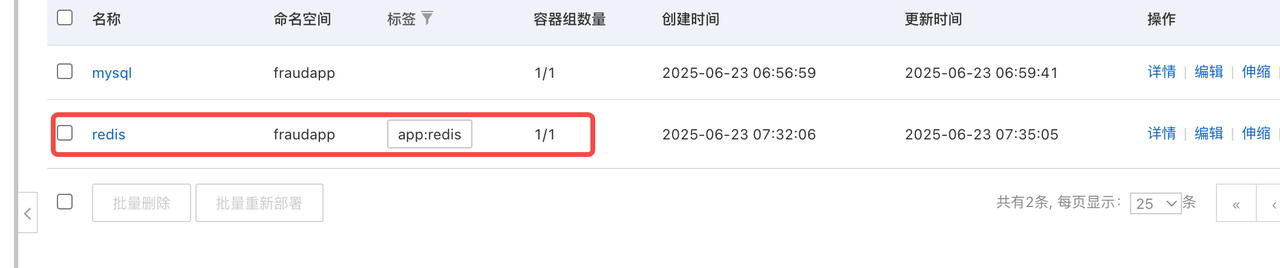 名称 命名空间 标签 容器组数量 创建时间 更新时间 操作
mysql fraudapp 1/1 2025-06-23 06:56:59 2025-06-23 06:59:41 详情 | 编辑 | 伸缩 |
redis fraudapp app:redis 1/1 2025-06-23 07:32:06 2025-06-23 07:35:05 详情 | 编辑 | 伸缩 |
批量删除 批量重新部署 共有2条, 每页显示: 25 条 « ‹